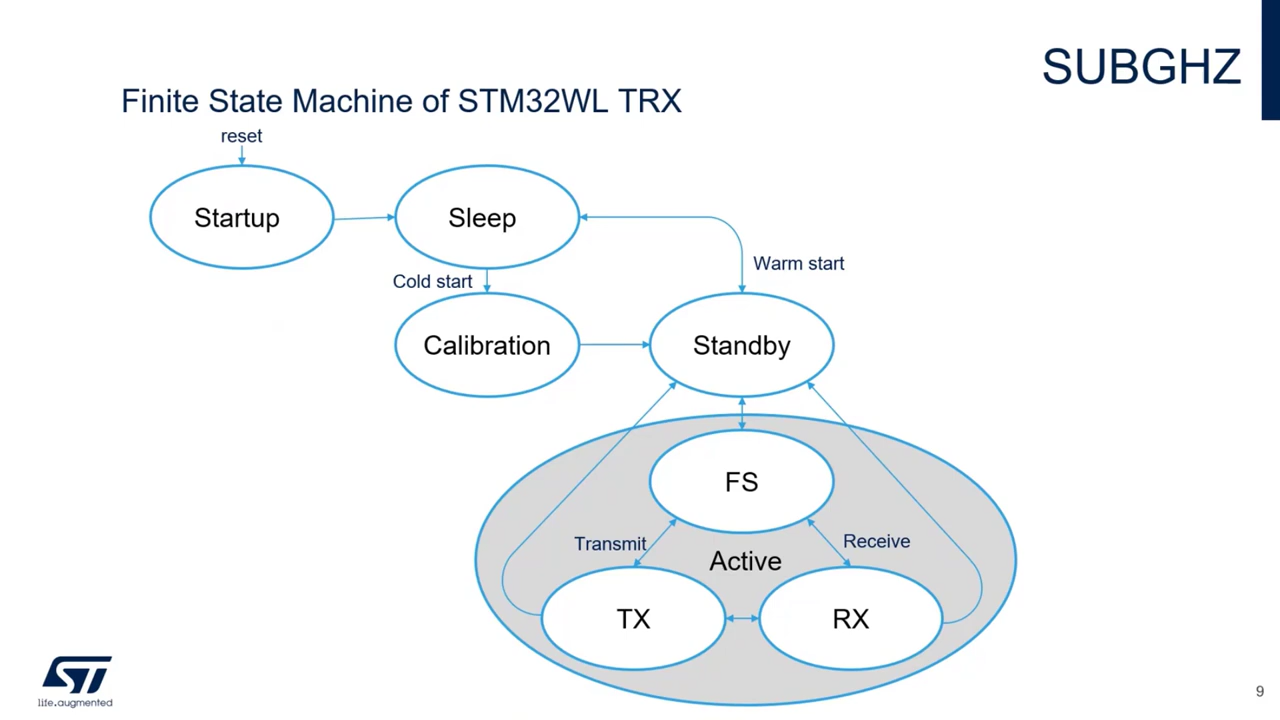 SUBGHZ
Finite State Machine of STM32WL TRX
reset
Startup
Sleep
Warm start
Cold start
Calibration
Standby
FS
Transmit
Receive
Active
TX
RX
ST
life.augmented
9